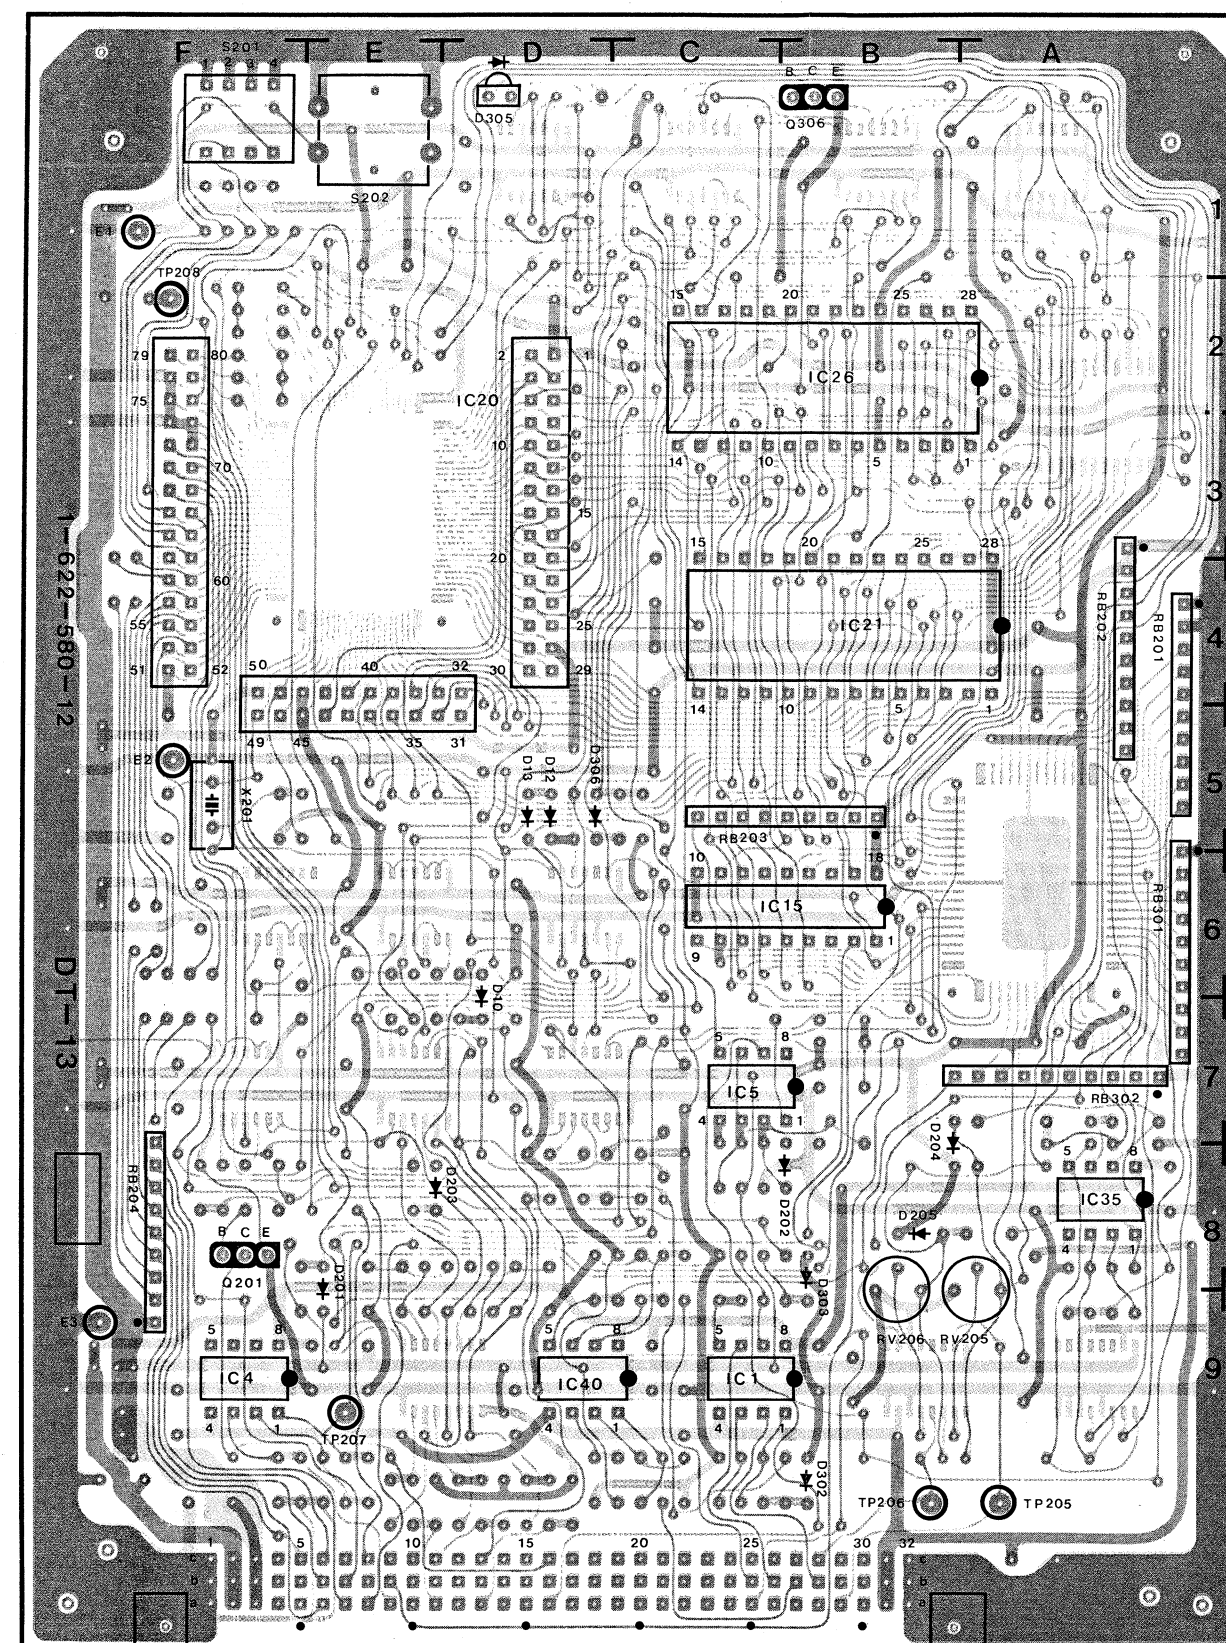 F E D C B A
S201
1 2 3 4
D305
B C E
Q306
S202
1
E1
TP208
15 20 25 28
79 80 2 1
2
IC26
75 IC20
10
14 10 5 1
70
3
15
15 20 25 28
20
60
RB202
RB201
4
55 25
IC21
51 52 50 40 32 30 29
14 10 5 1
49 45 35 31
1-622-580-12
E2
X201
D13 D12 D306
5
RB203
10 18
IC15
RB301
6
9 1
DT-13
D10
5 8
7
IC5
RB302
4 1
D204
5 8
RB204
D203
IC35
D202
D205
8
B C E
4 1
Q201
D201
D303
E3
RV206 RV205
5 8 5 8 5 8
9
IC4 IC40 IC1
4 1 4 1 4 1
TP207
D302
TP206 TP205
1 5 10 15 20 25 30 32
c c
b b
a a